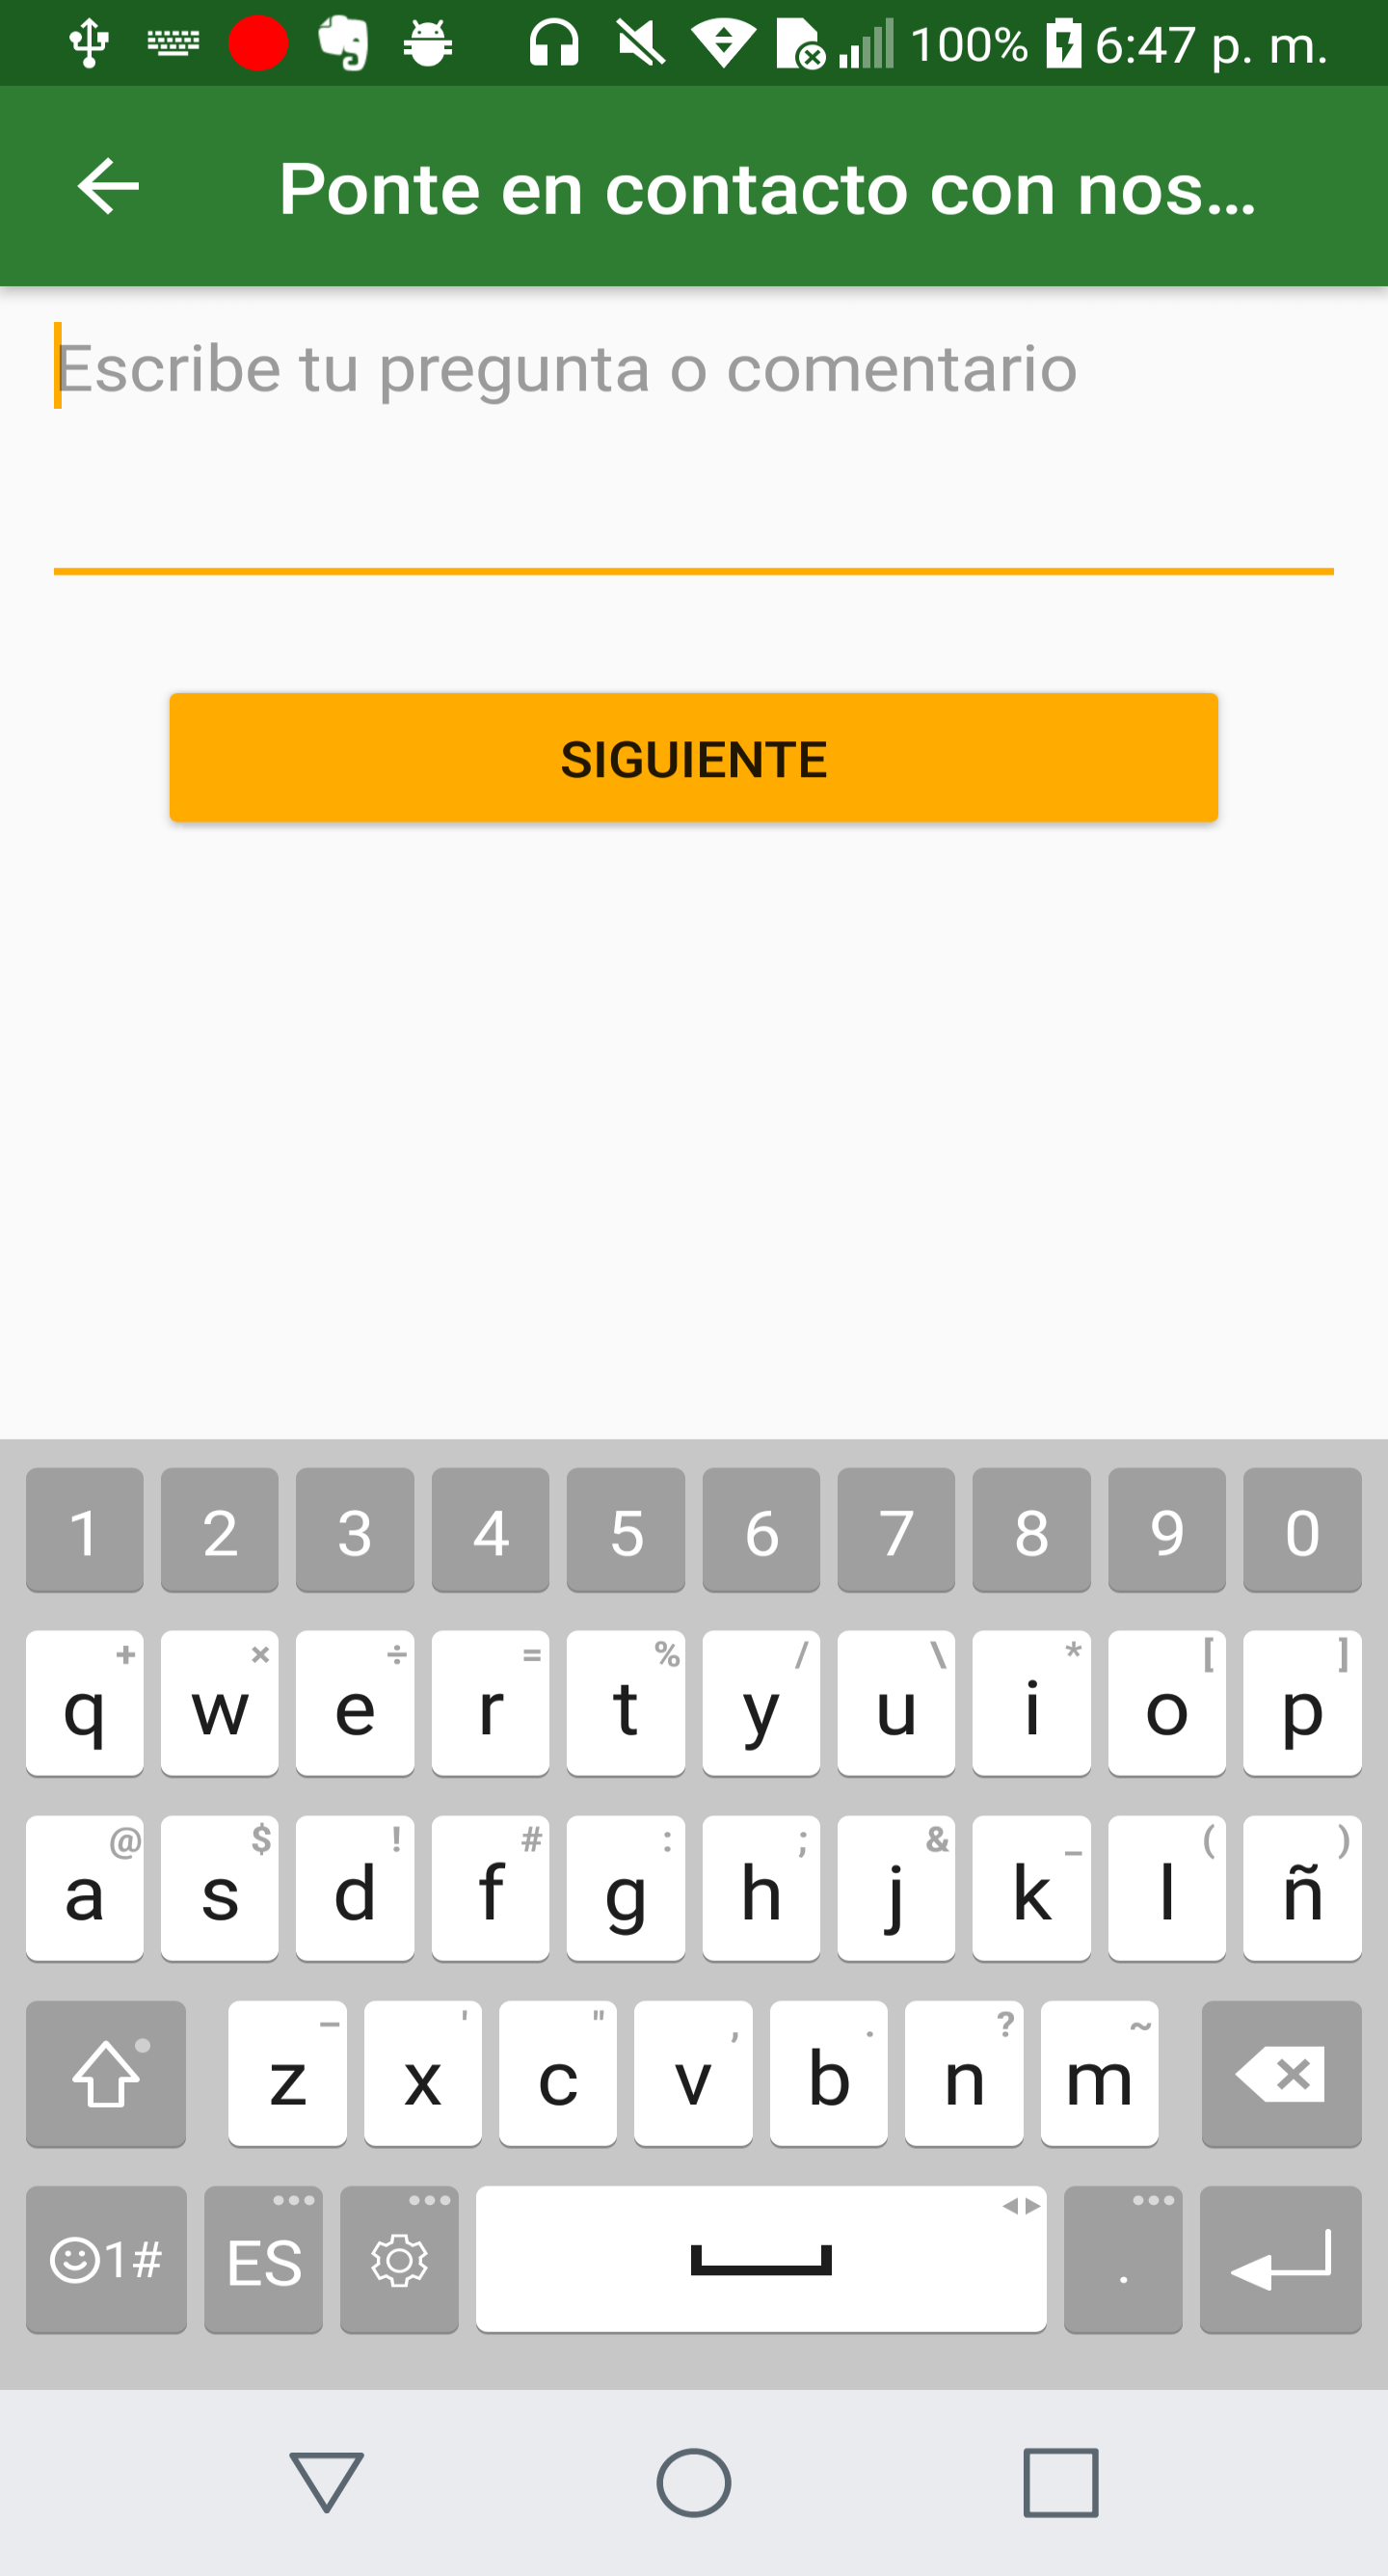 100% 6:47 p. m.
Ponte en contacto con nos...
Escribe tu pregunta o comentario
SIGUIENTE
1 2 3 4 5 6 7 8 9 0
+ × ÷ = % / \ * [ ]
q w e r t y u i o p
@ $ ! # : ; & _ ( )
a s d f g h j k l ñ
– ' " , . ? ~
z x c v b n m
1# ES .